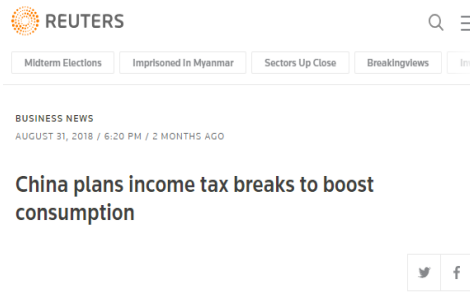 REUTERS
Midterm Elections Imprisoned In Myanmar Sectors Up Close Breakingviews
BUSINESS NEWS
AUGUST 31, 2018 / 6:20 PM / 2 MONTHS AGO
China plans income tax breaks to boost
consumption